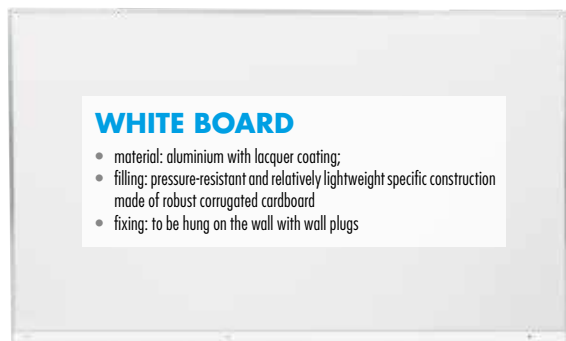 WHITE BOARD
• material: aluminium with lacquer coating;
• filling: pressure-resistant and relatively lightweight specific construction
made of robust corrugated cardboard
• fixing: to be hung on the wall with wall plugs